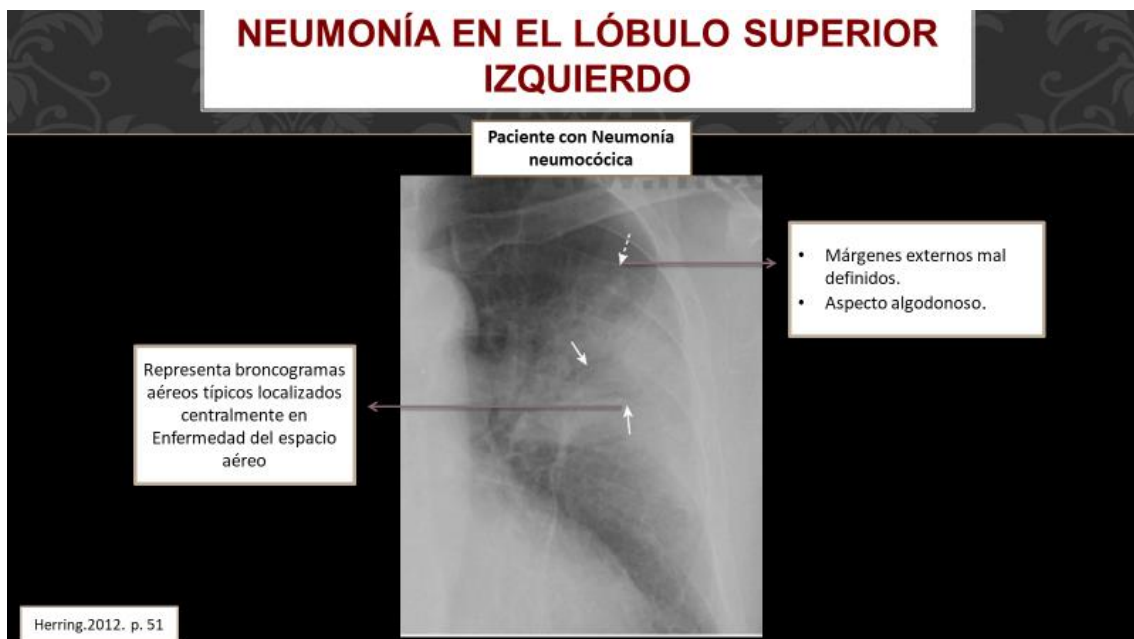 NEUMONÍA EN EL LÓBULO SUPERIOR
IZQUIERDO
Paciente con Neumonía
neumocócica
• Márgenes externos mal
definidos.
• Aspecto algodonoso.
Representa broncogramas
aéreos típicos localizados
centralmente en
Enfermedad del espacio
aéreo
Herring.2012. p. 51